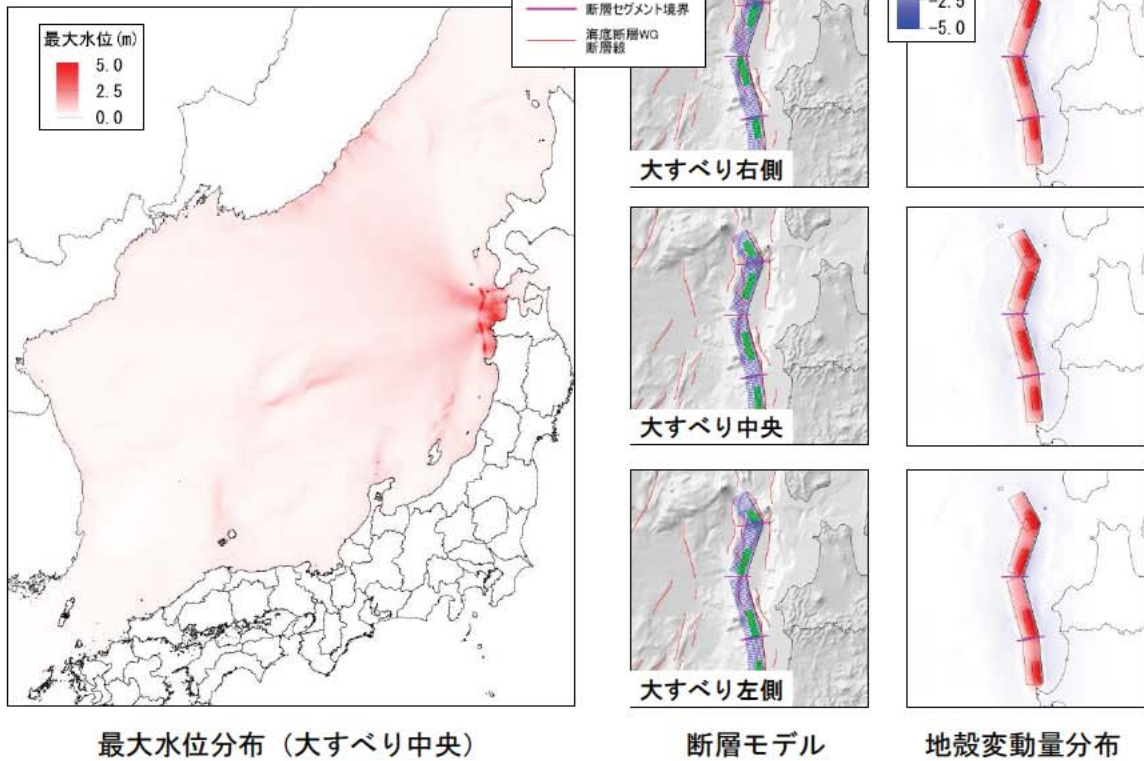 最大水位(m)
5.0
2.5
0.0
断層セグメント境界
海底断層WG
断層線
-2.5
-5.0
大すべり右側
大すべり中央
大すべり左側
最大水位分布（大すべり中央）
断層モデル
地殻変動量分布